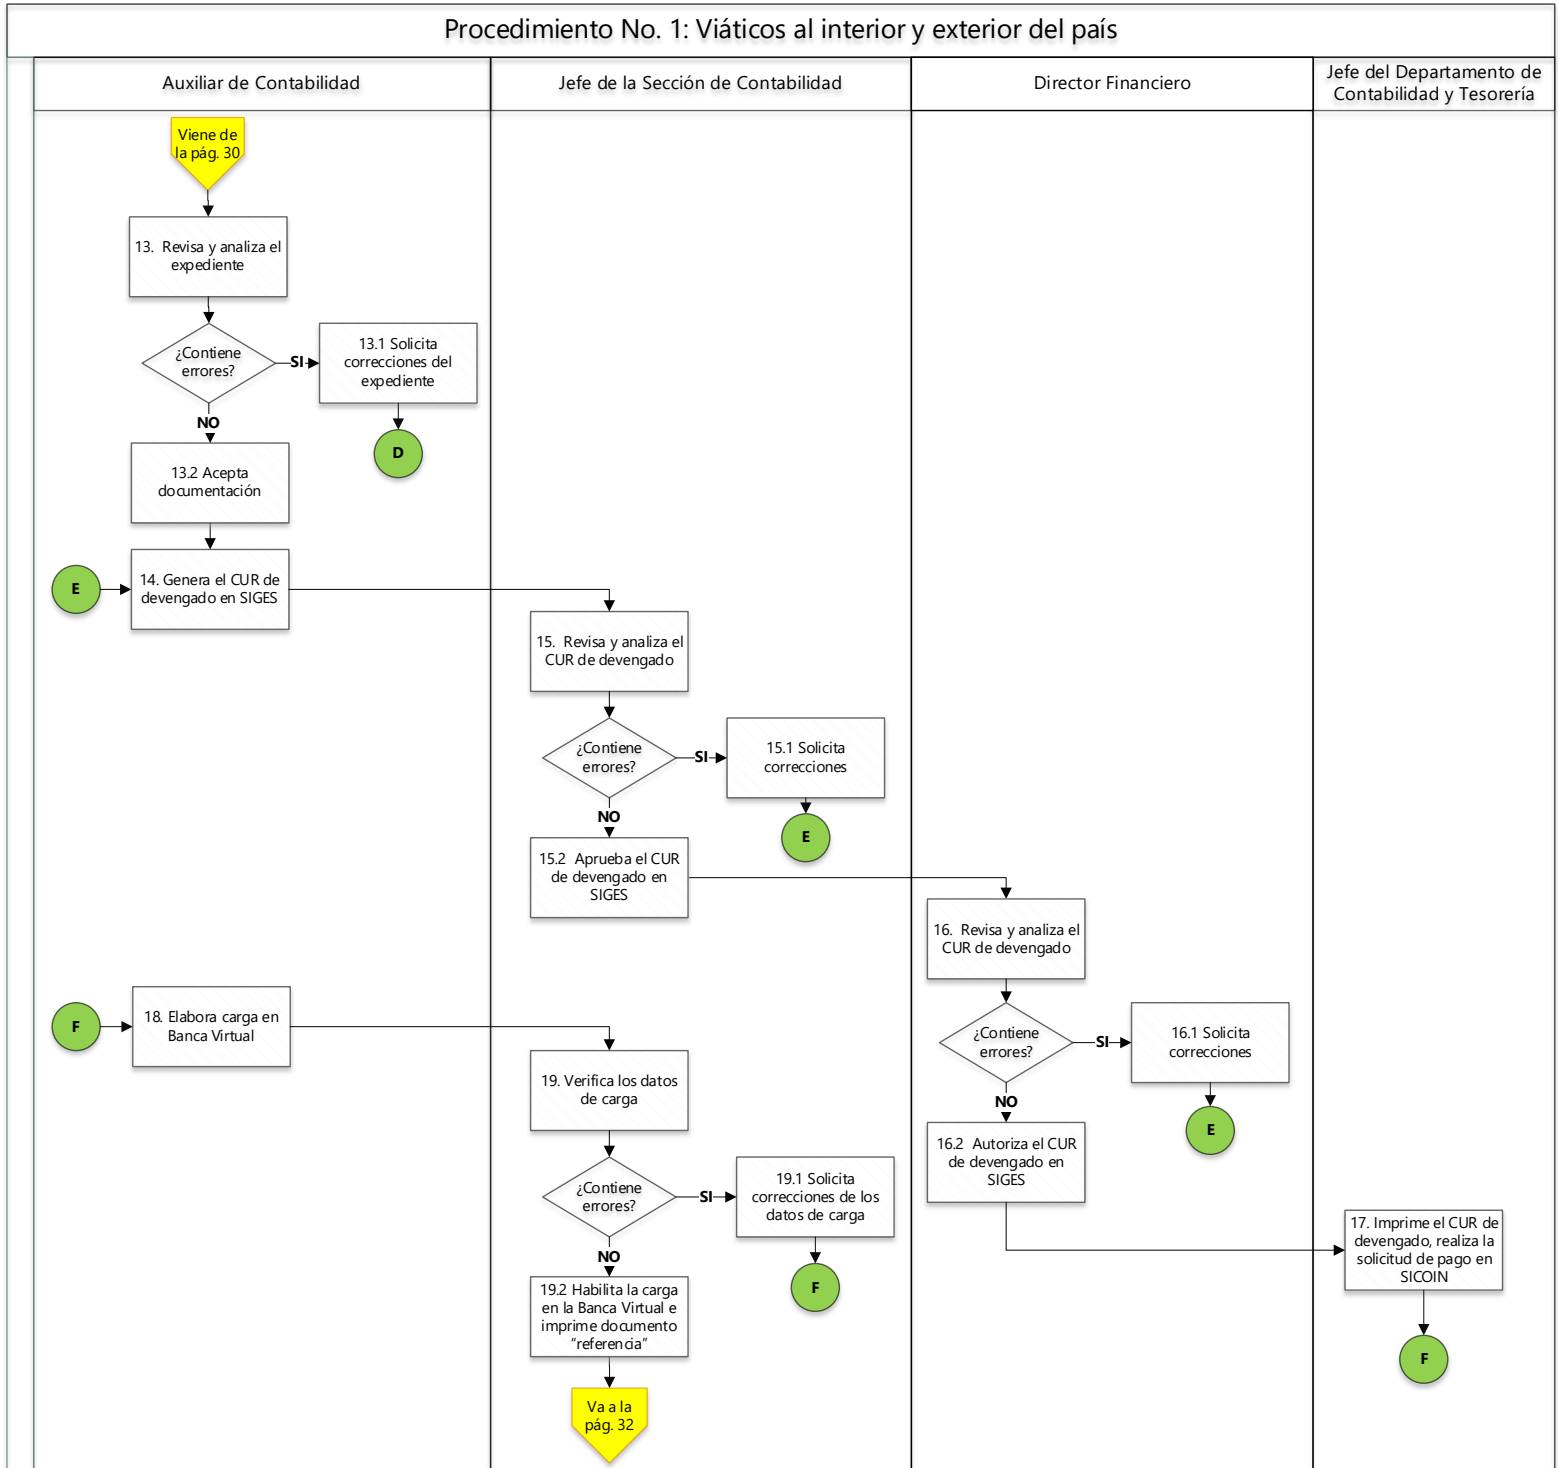 Procedimiento No. 1: Viáticos al interior y exterior del país
Auxiliar de Contabilidad
Jefe de la Sección de Contabilidad
Director Financiero
Jefe del Departamento de
Contabilidad y Tesorería
Viene de
la pág. 30
13. Revisa y analiza el
expediente
¿Contiene
errores?
SI
13.1 Solicita
correcciones del
expediente
NO
D
13.2 Acepta
documentación
E
14. Genera el CUR de
devengado en SIGES
15. Revisa y analiza el
CUR de devengado
¿Contiene
errores?
SI
15.1 Solicita
correcciones
NO
E
15.2 Aprueba el CUR
de devengado en
SIGES
16. Revisa y analiza el
CUR de devengado
¿Contiene
errores?
SI
16.1 Solicita
correcciones
NO
E
16.2 Autoriza el CUR
de devengado en
SIGES
17. Imprime el CUR de
devengado, realiza la
solicitud de pago en
SICOIN
F
F
18. Elabora carga en
Banca Virtual
19. Verifica los datos
de carga
¿Contiene
errores?
SI
19.1 Solicita
correcciones de los
datos de carga
NO
F
19.2 Habilita la carga
en la Banca Virtual e
imprime documento
“referencia”
Va a la
pág. 32